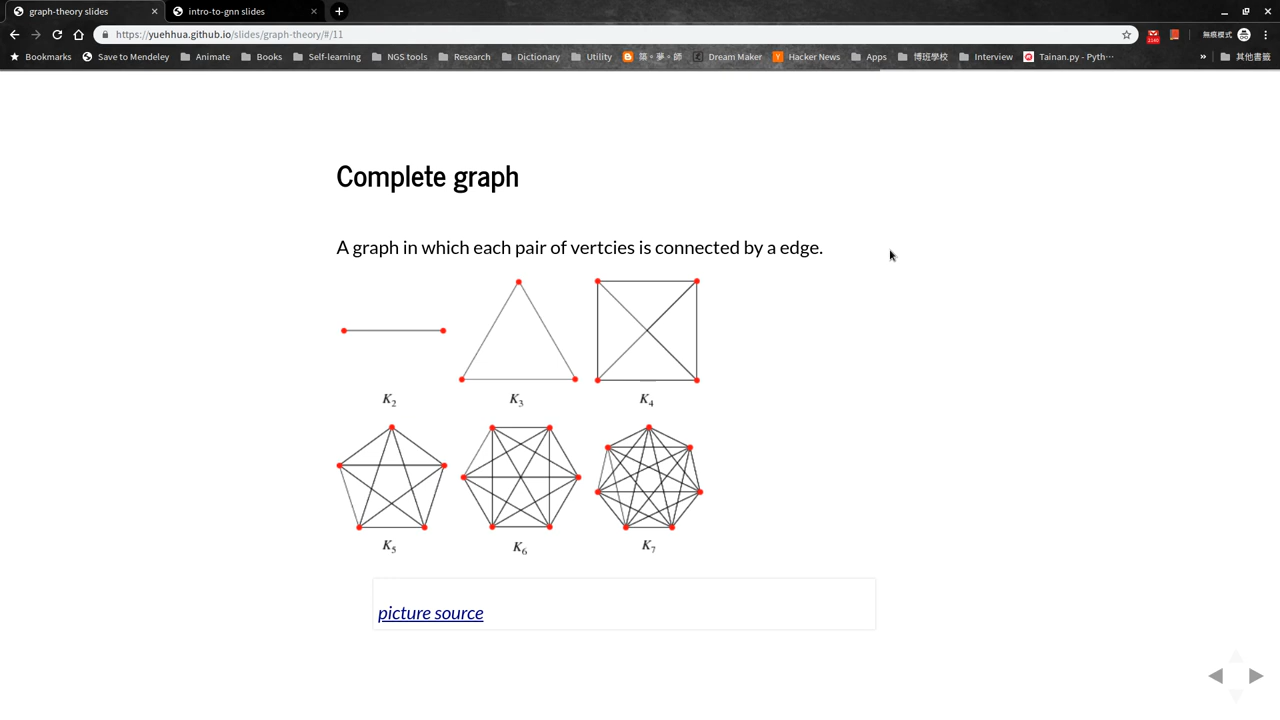 graph-theory slides
intro-to-gnn slides
https://yuehhua.github.io/slides/graph-theory/#/11
無痕模式
Bookmarks Save to Mendeley Animate Books Self-learning NGS tools Research Dictionary Utility 築。夢。師 Dream Maker Hacker News Apps 博班學校 Interview Tainan.py - Pyth··· » 其他書籤
Complete graph
A graph in which each pair of vertcies is connected by a edge.
K2 K3 K4
K5 K6 K7
picture source